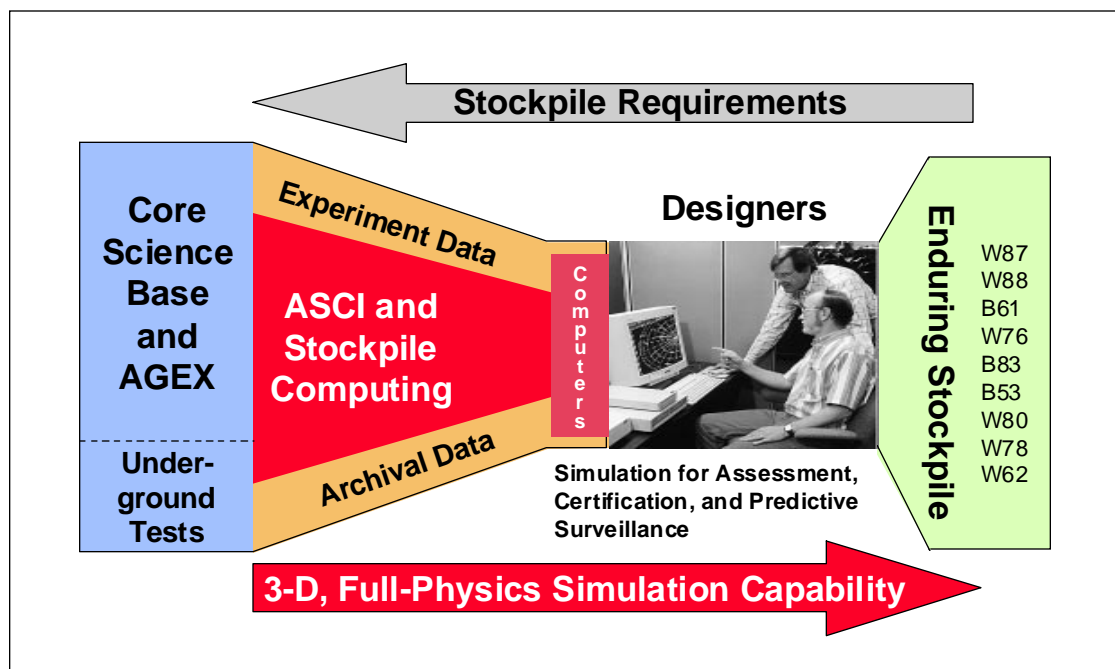 Stockpile Requirements
Core
Science
Base
and
AGEX
Under-
ground
Tests
Experiment Data
ASCI and
Stockpile
Computing
Archival Data
Computers
Designers
Simulation for Assessment,
Certification, and Predictive
Surveillance
Enduring Stockpile
W87
W88
B61
W76
B83
B53
W80
W78
W62
3-D, Full-Physics Simulation Capability